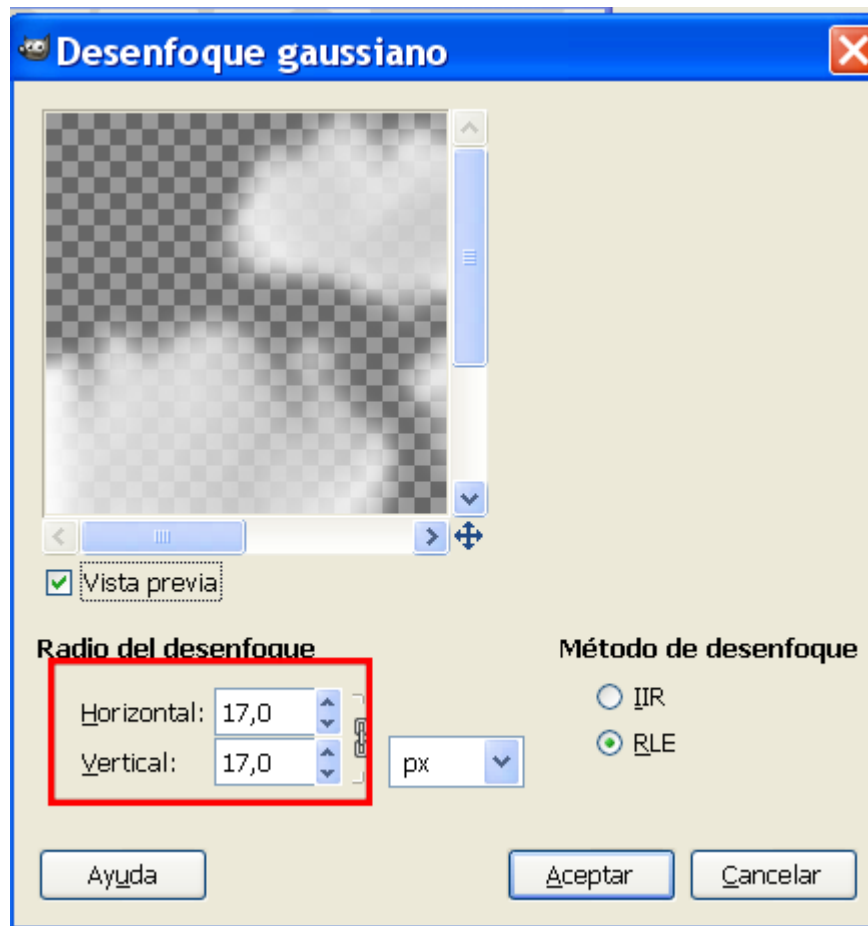 Desenfoque gaussiano
Vista previa
Radio del desenfoque
Método de desenfoque
Horizontal: 17,0
IIR
Vertical: 17,0
px
RLE
Ayuda
Aceptar
Cancelar